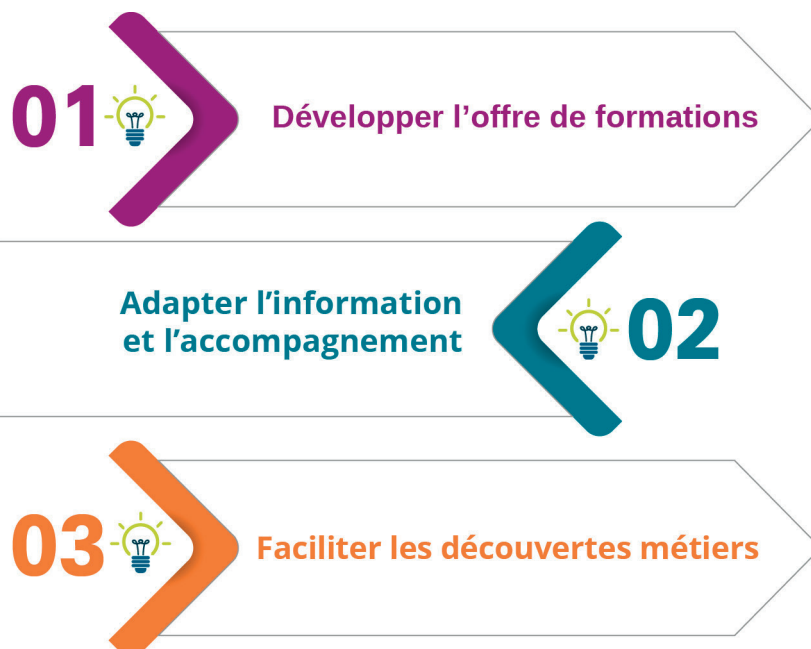 01
Développer l’offre de formations
Adapter l’information
et l’accompagnement
02
03
Faciliter les découvertes métiers